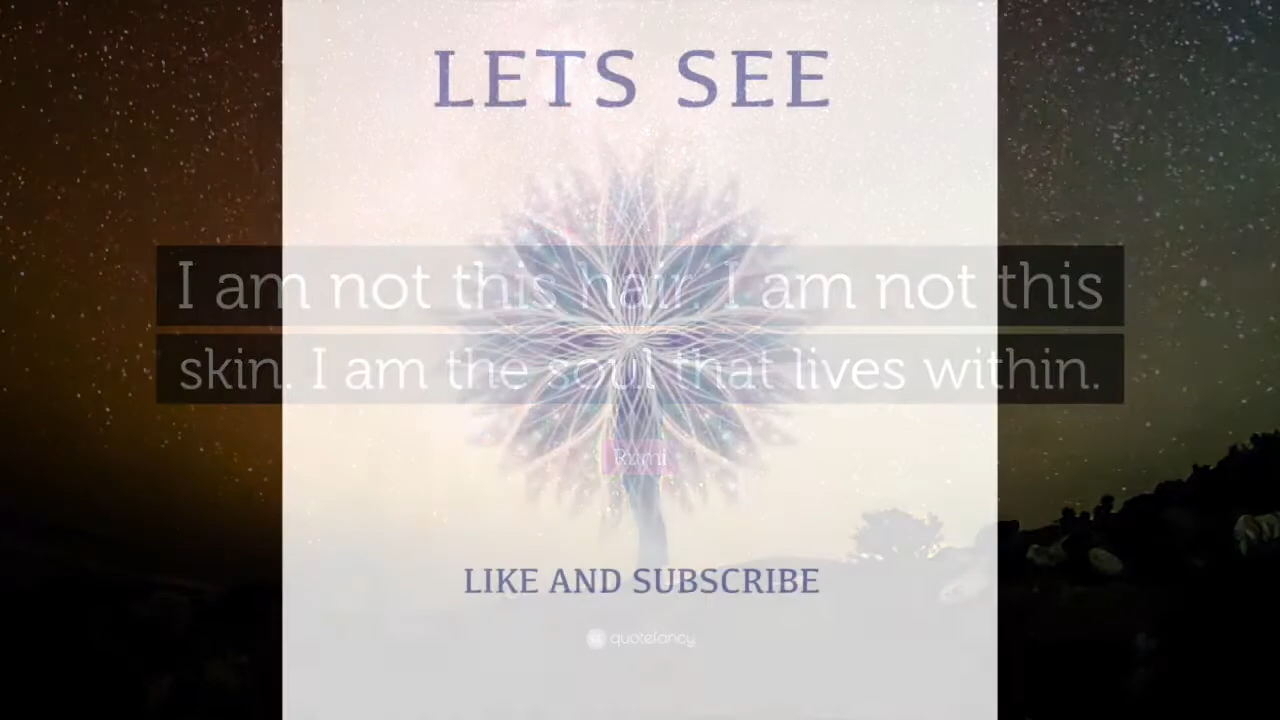 LETS SEE
I am not this hair. I am not this
skin. I am the soul that lives within.
Rumi
LIKE AND SUBSCRIBE
quotefancy